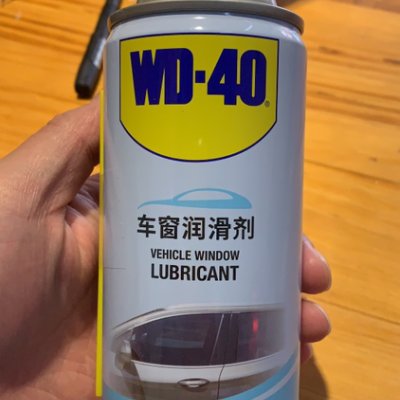 WD-40®
车窗润滑剂
VEHICLE WINDOW
LUBRICANT